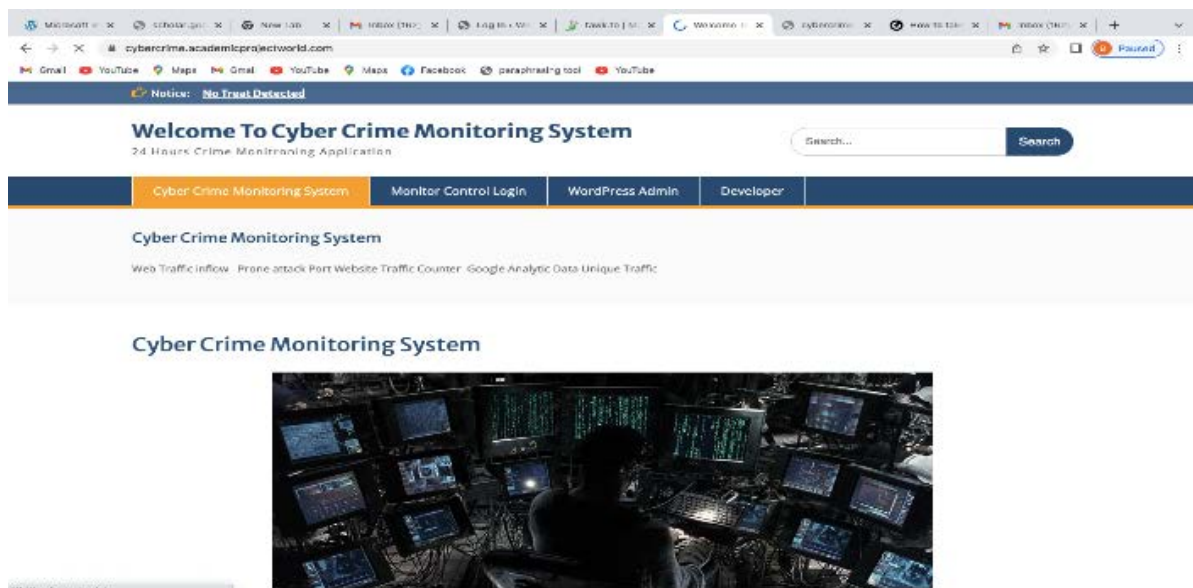 New Tab
cybercrime.academicprojectworld.com
Paused
Gmail YouTube Maps Gmail YouTube Maps Facebook paraphrasing tool YouTube
Notice: No Treat Detected
Welcome To Cyber Crime Monitoring System
24 Hours Crime Monitroning Application
Search... Search
Cyber Crime Monitoring System Monitor Control Login WordPress Admin Developer
Cyber Crime Monitoring System
Web Traffic inflow Prone attack Port Website Traffic Counter Google Analytic Data Unique Traffic
Cyber Crime Monitoring System